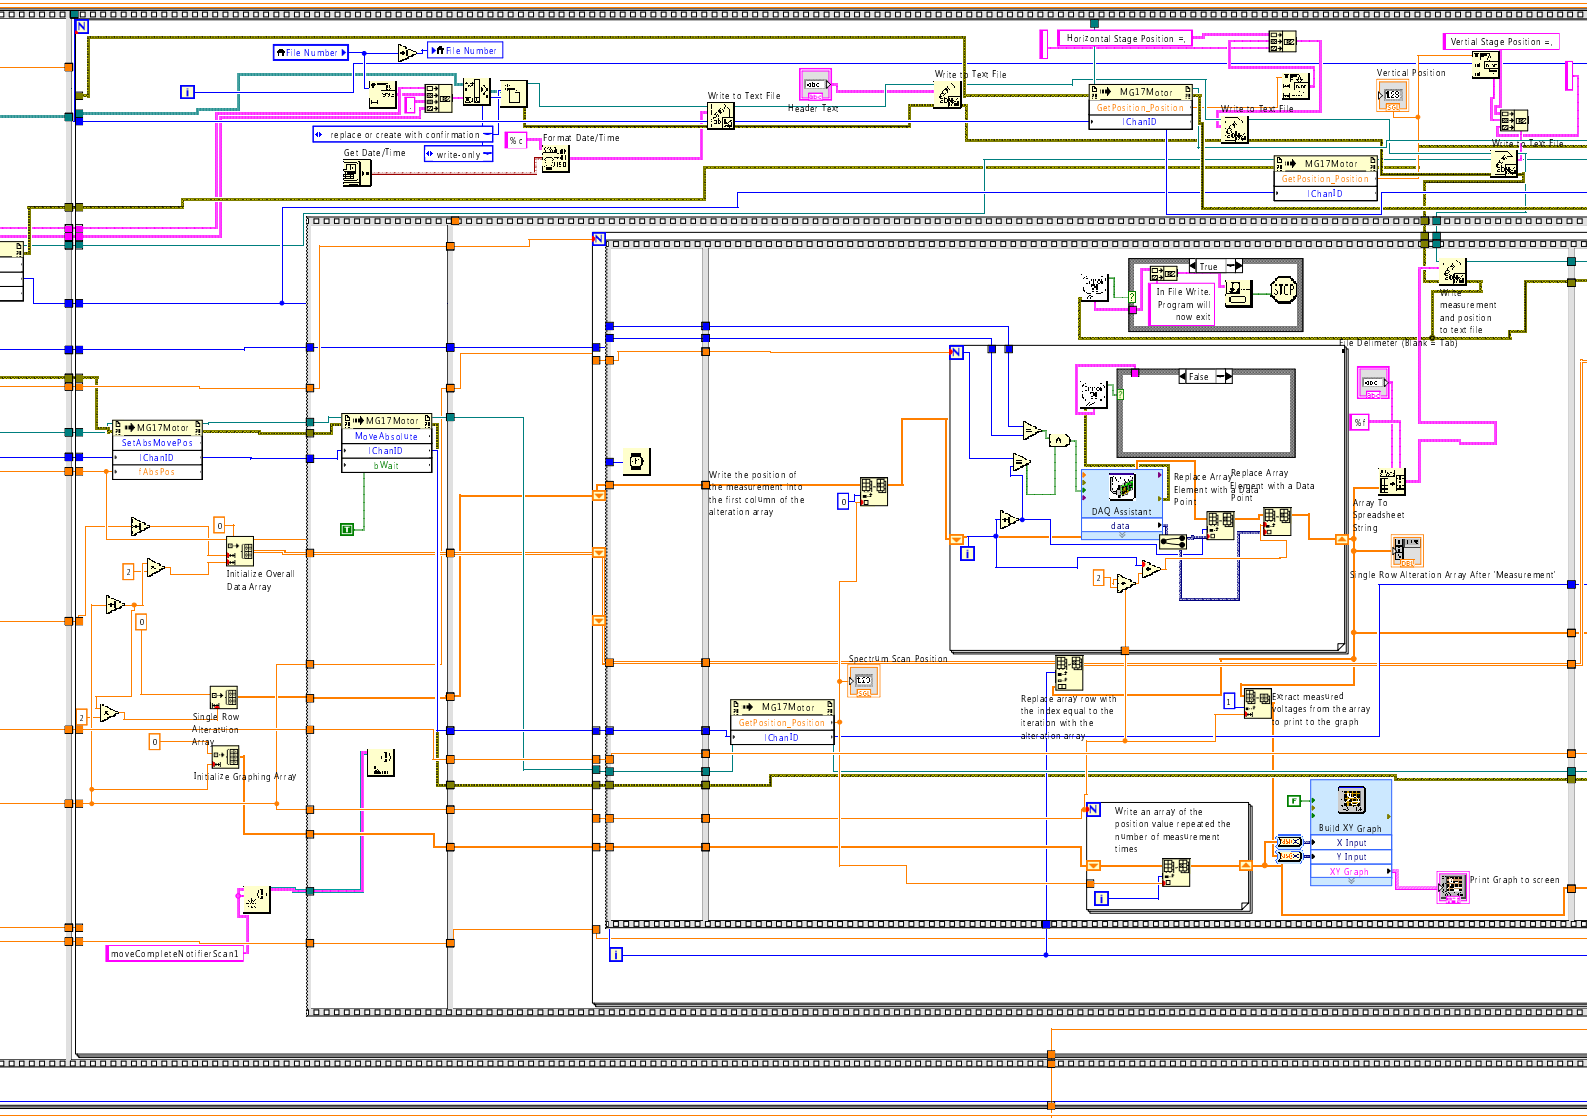 N
File Number
File Number
Horizontal Stage Position =,
Vertial Stage Position =,
Vertical Position
123
SGL
i
abc
Header Text
Write to Text File
Write to Text File
Write to Text File
Write to Text File
replace or create with confirmation
write-only
%c
Format Date/Time
Get Date/Time
MG17Motor
GetPosition_Position
lChanID
MG17Motor
GetPosition_Position
lChanID
N
True
In File Write.
Program will
now exit
STOP
?
Write
measurement
and position
to text file
File Delimeter (Blank = Tab)
abc
abc
%f
N
False
?
MG17Motor
SetAbsMovePos
lChanID
fAbsPos
MG17Motor
MoveAbsolute
lChanID
bWait
T
Write the position of
the measurement into
the first column of the
alteration array
0
DAQ Assistant
data
Replace Array
Element with a Data
Point
Replace Array
Element with a Data
Point
Array To
Spreadsheet
String
DBL
Single Row Alteration Array After 'Measurement'
i
2
0
2
0
Initialize Overall
Data Array
2
0
Single Row
Alteratuion
Array
Initialize Graphing Array
Spectrum Scan Position
123
SGL
MG17Motor
GetPosition_Position
lChanID
Replace array row with
the index equal to the
iteration with the
alteration array
1
Extract measured
voltages from the array
to print to the graph
N
Write an array of the
position value repeated the
number of measurement
times
i
F
Build XY Graph
X Input
Y Input
XY Graph
Print Graph to screen
moveCompleteNotifierScan1
i